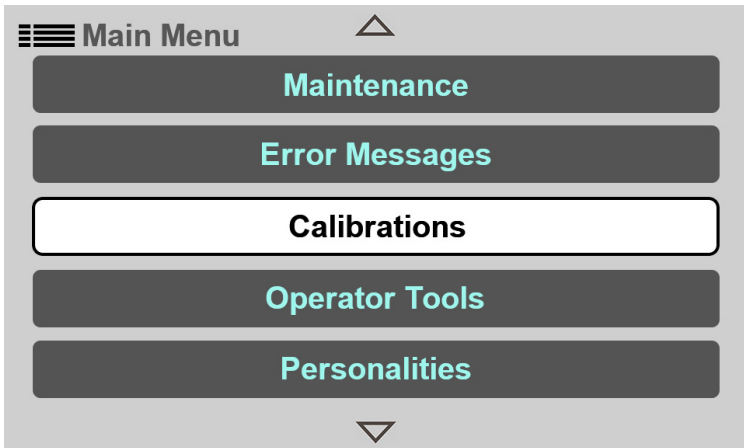 Main Menu
Maintenance
Error Messages
Calibrations
Operator Tools
Personalities